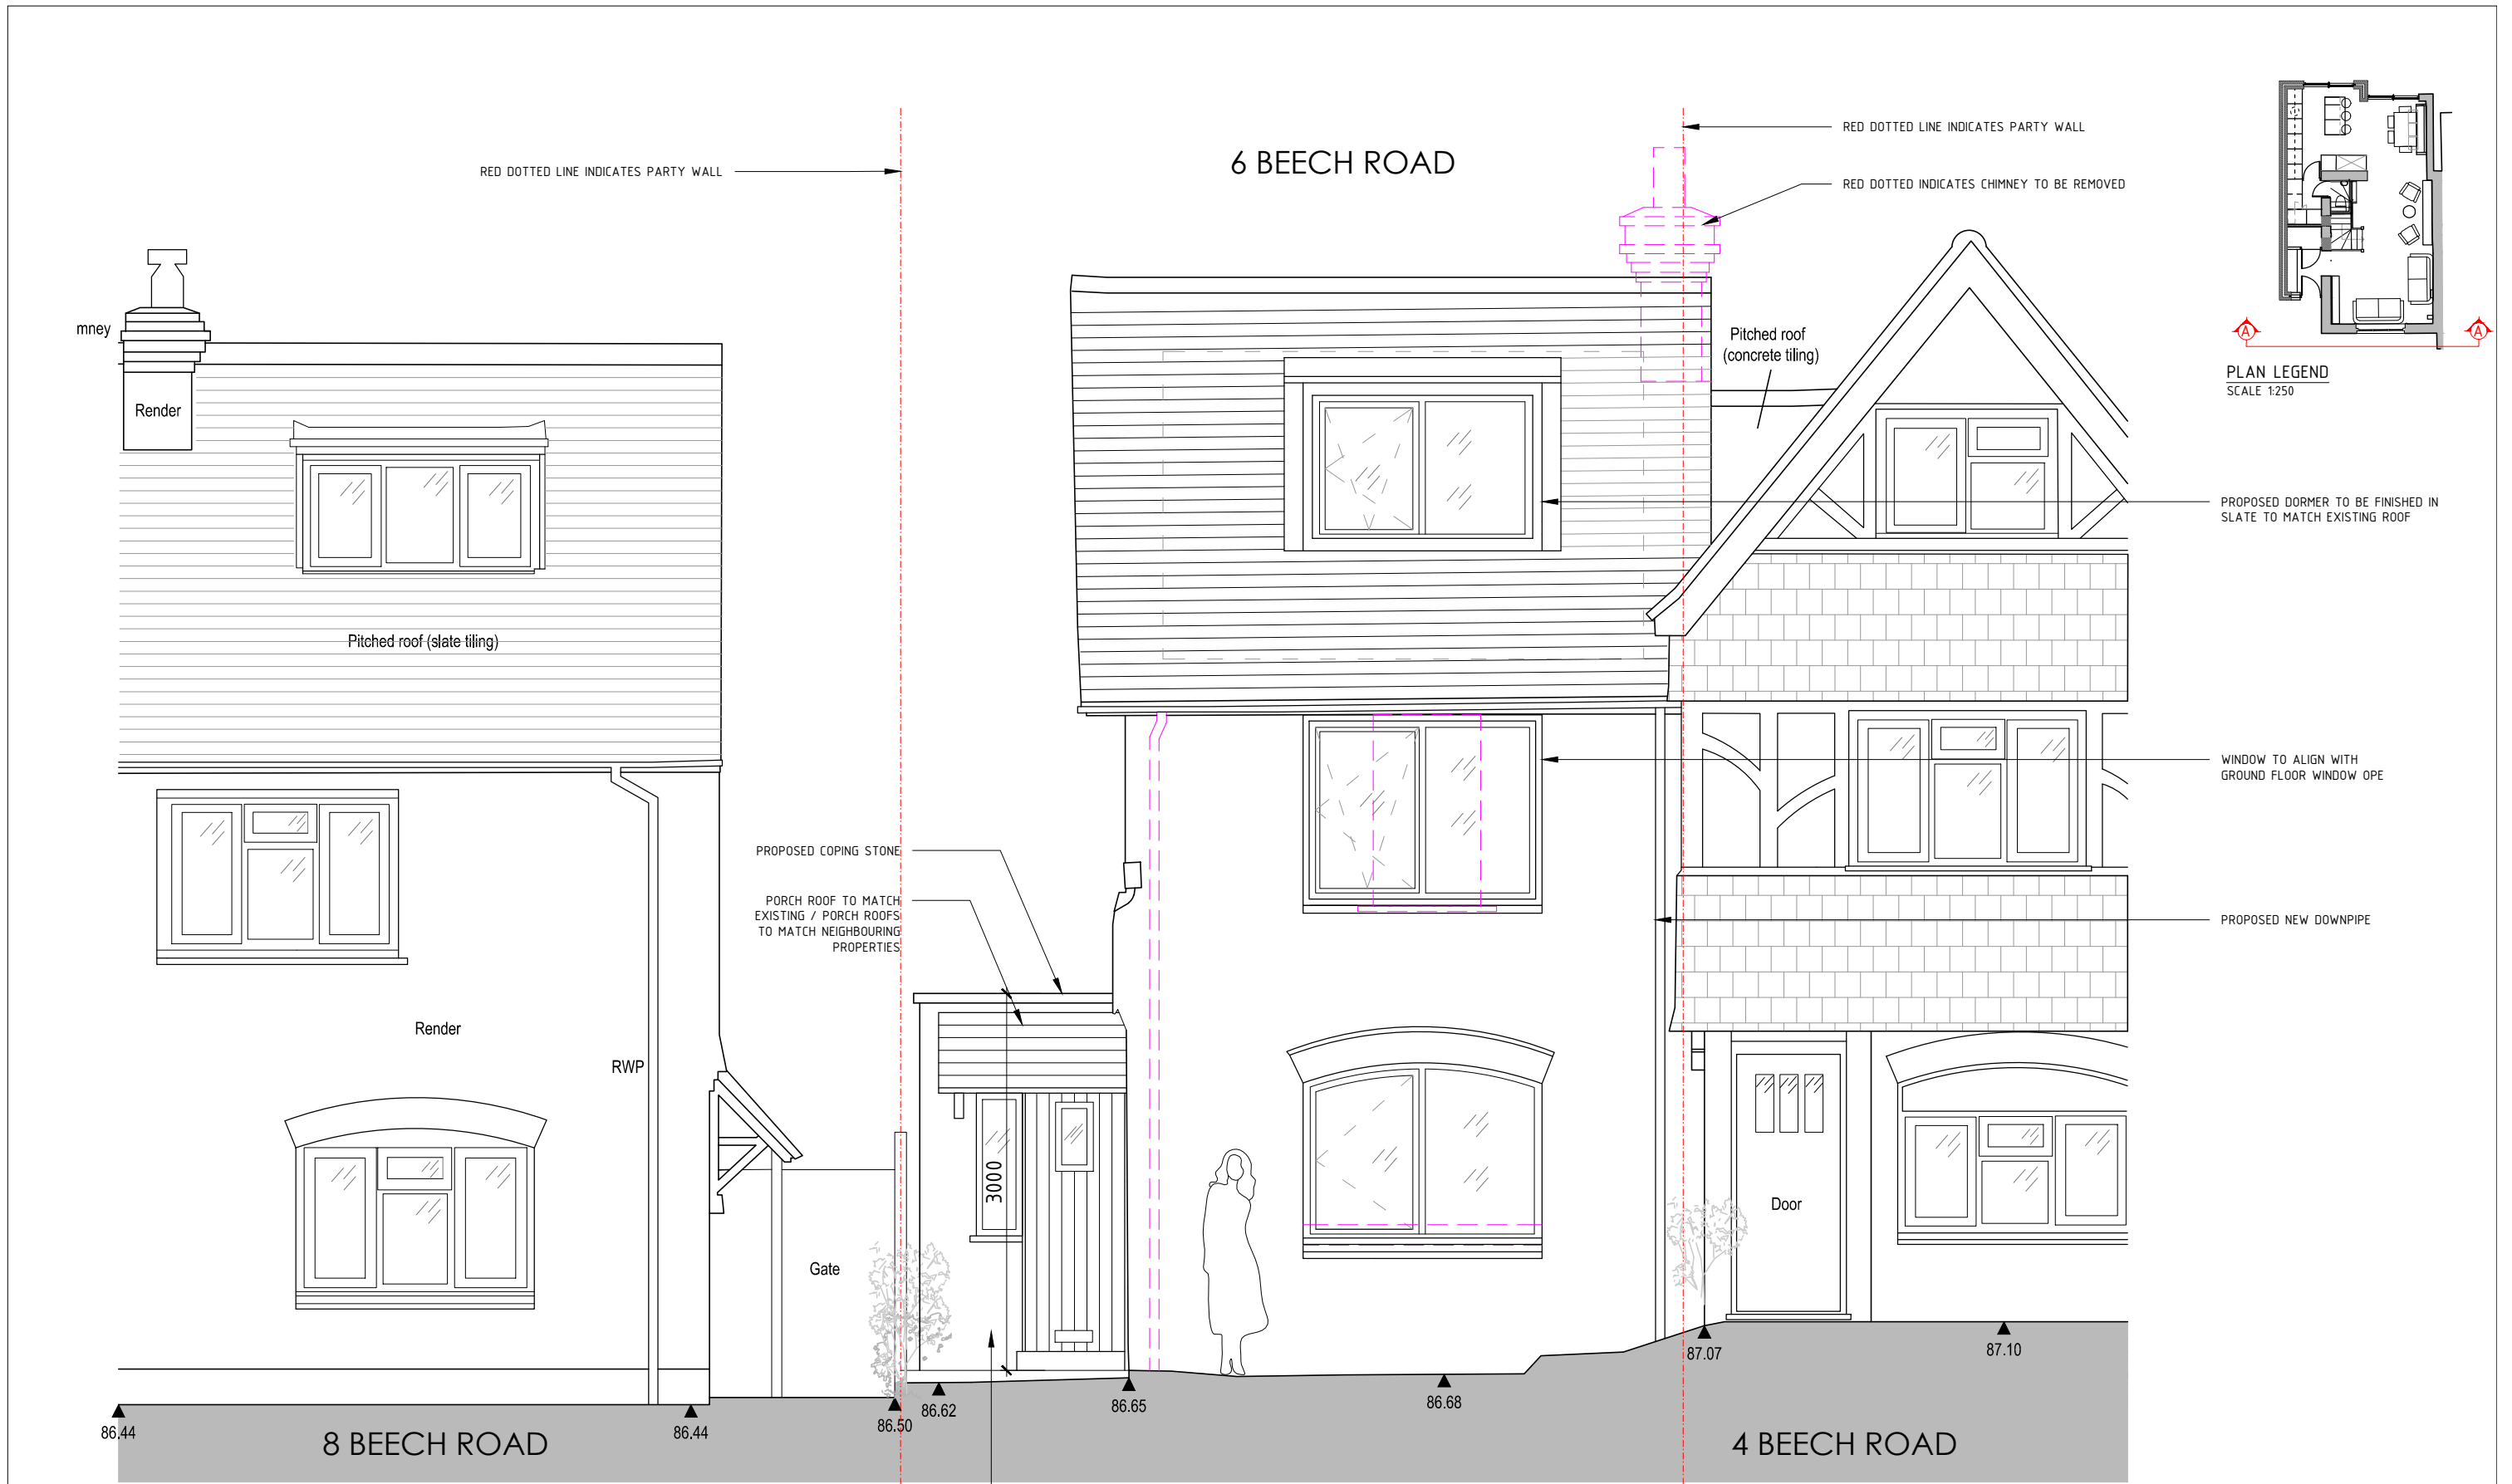 RED DOTTED LINE INDICATES PARTY WALL
6 BEECH ROAD
RED DOTTED LINE INDICATES PARTY WALL
RED DOTTED INDICATES CHIMNEY TO BE REMOVED
A
A
PLAN LEGEND
SCALE 1:250
mney
Render
Pitched roof
(concrete tiling)
PROPOSED DORMER TO BE FINISHED IN
SLATE TO MATCH EXISTING ROOF
Pitched roof (slate tiling)
WINDOW TO ALIGN WITH
GROUND FLOOR WINDOW OPE
PROPOSED COPING STONE
PORCH ROOF TO MATCH
EXISTING / PORCH ROOFS
TO MATCH NEIGHBOURING
PROPERTIES
PROPOSED NEW DOWNPIPE
Render
RWP
3000
Door
Gate
86.44
86.44
86.50
86.62
86.65
86.68
87.07
87.10
8 BEECH ROAD
4 BEECH ROAD